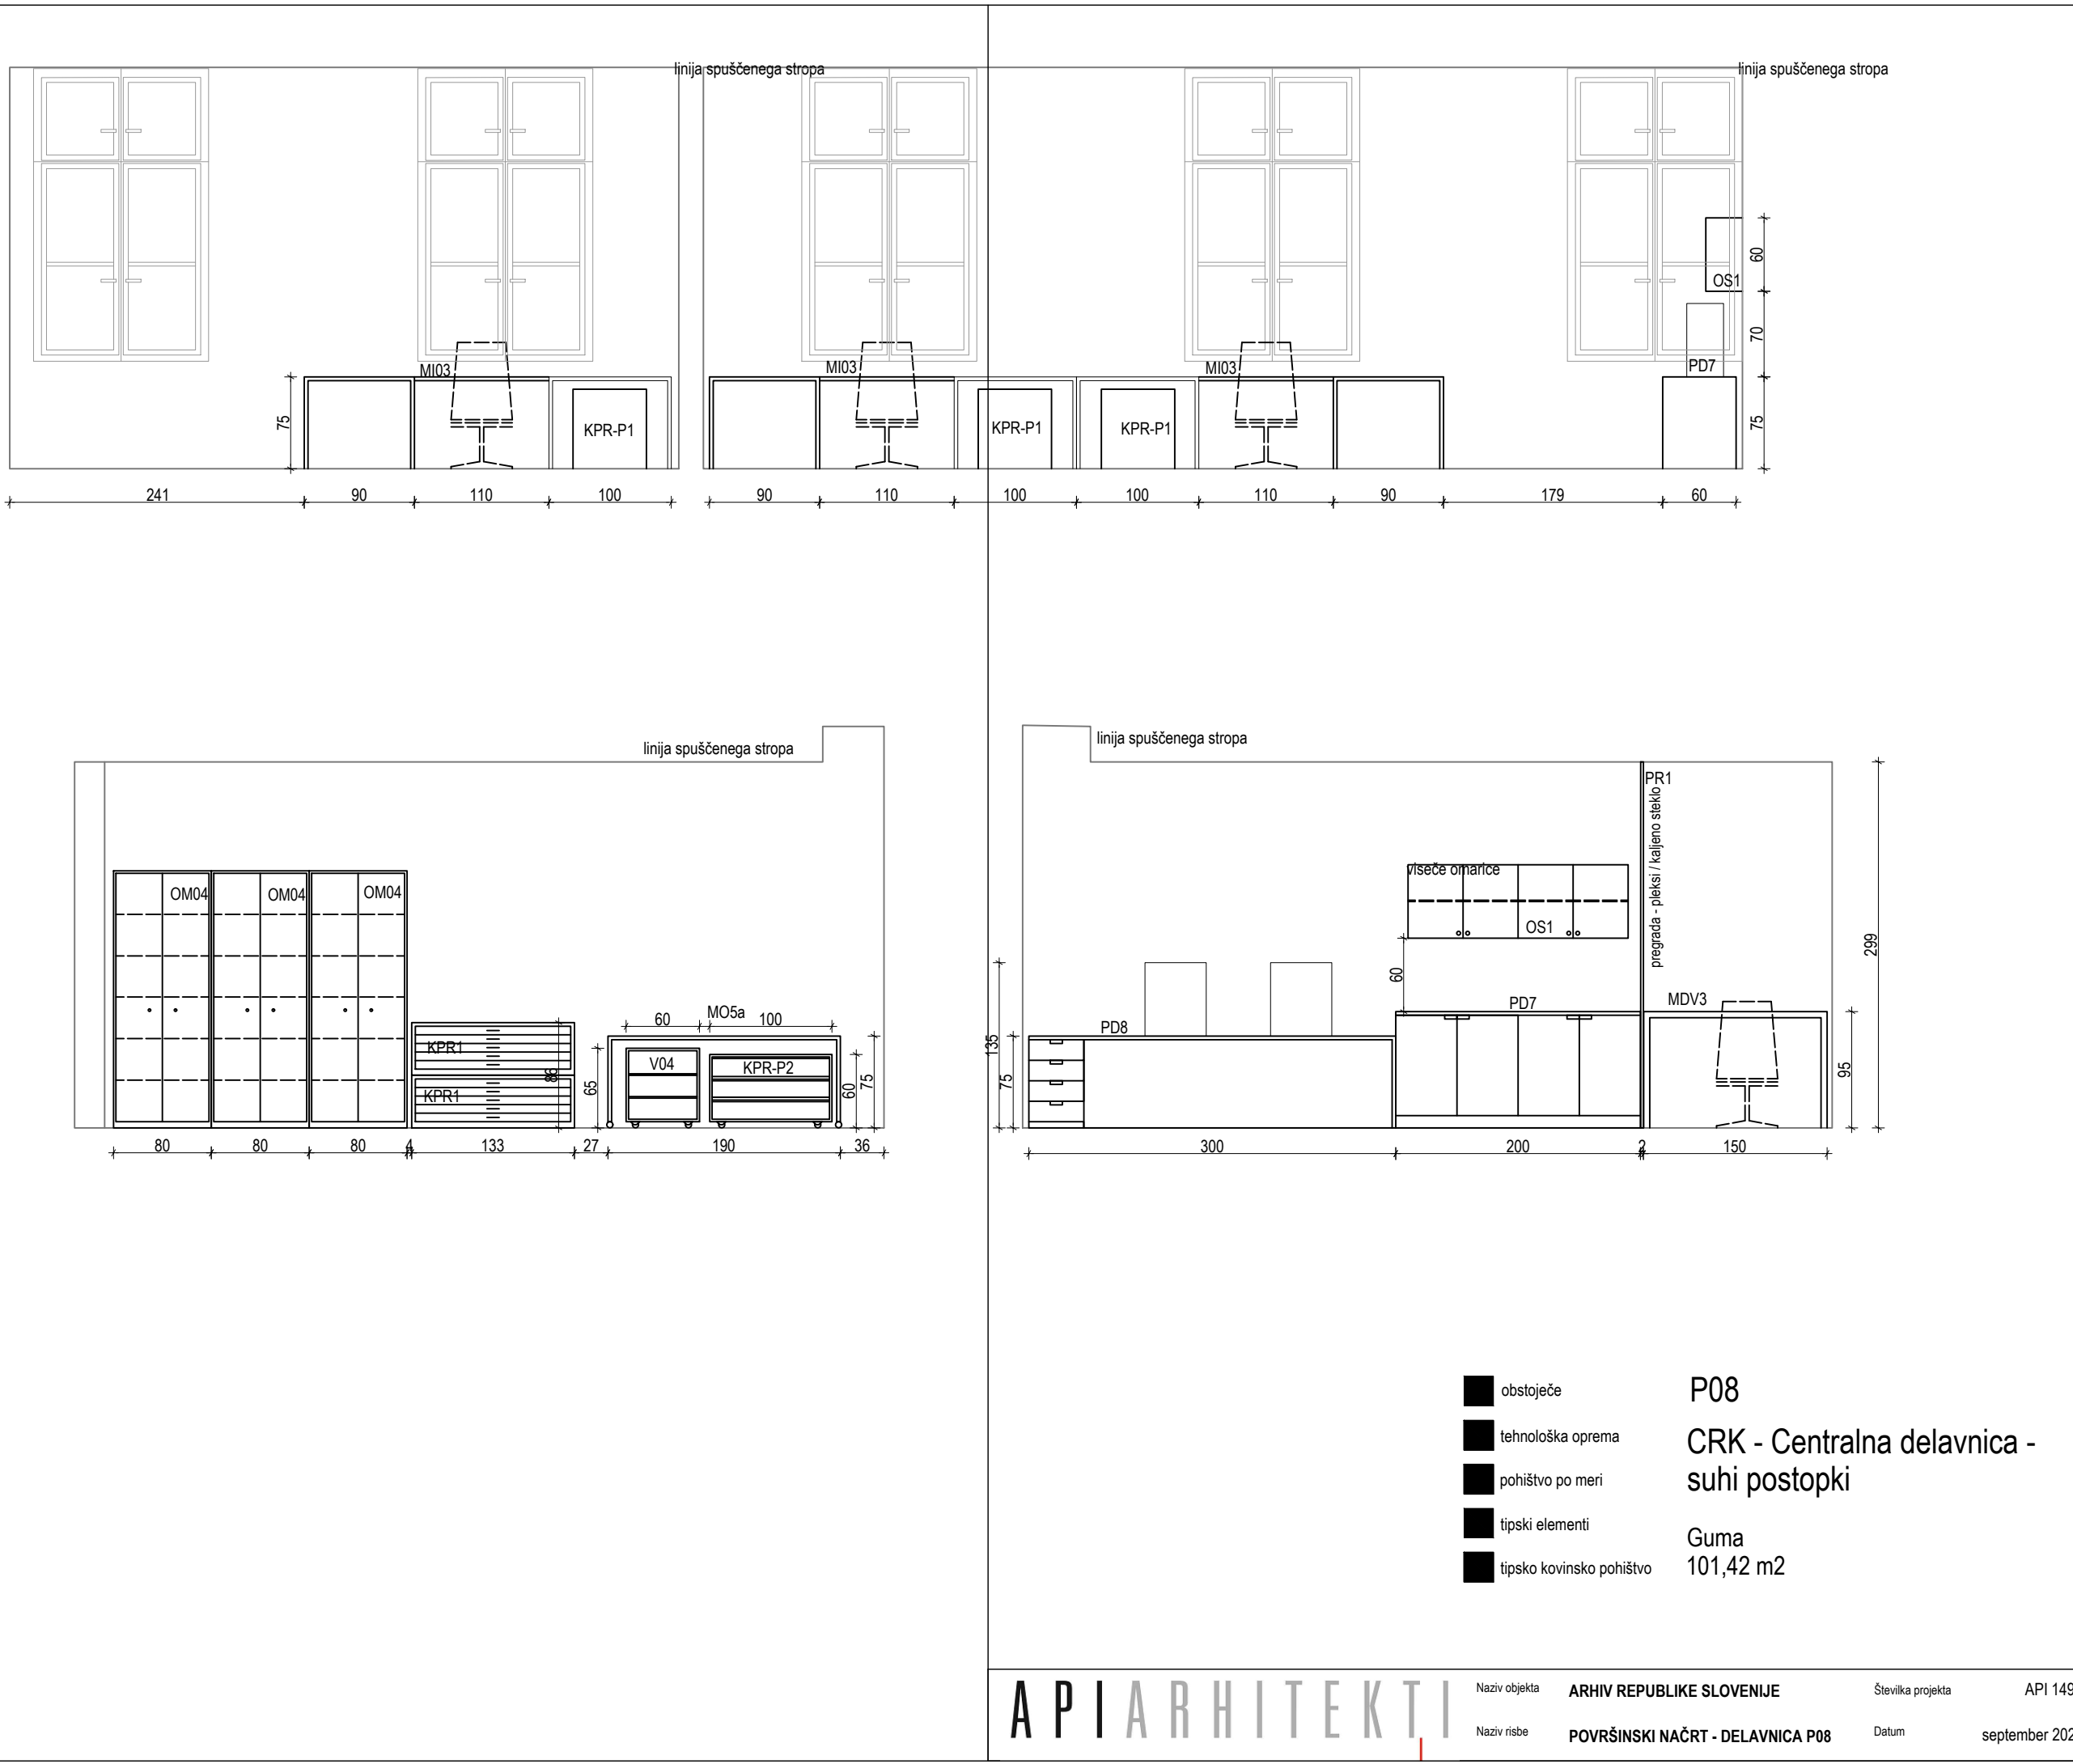 linija spuščenega stropa
linija spuščenega stropa
60
OS1
70
PD7
75
MI03
MI03
MI03
75
KPR-P1
KPR-P1
KPR-P1
241
90
110
100
90
110
100
100
110
90
179
60
linija spuščenega stropa
linija spuščenega stropa
PR1
pregrada - pleksi / kaljeno steklo
OM04
OM04
OM04
viseče omarice
OS1
299
60
135
75
PD8
PD7
MDV3
95
KPR1
KPR1
86
65
60
MO5a
100
V04
KPR-P2
60
75
80
80
80
4
133
27
190
36
300
200
2
150
obstoječe
tehnološka oprema
pohištvo po meri
tipski elementi
tipsko kovinsko pohištvo
P08
CRK - Centralna delavnica -
suhi postopki
Guma
101,42 m2
APIARHITEKTI
Naziv objekta ARHIV REPUBLIKE SLOVENIJE Številka projekta API 149
Naziv risbe POVRŠINSKI NAČRT - DELAVNICA P08 Datum september 202